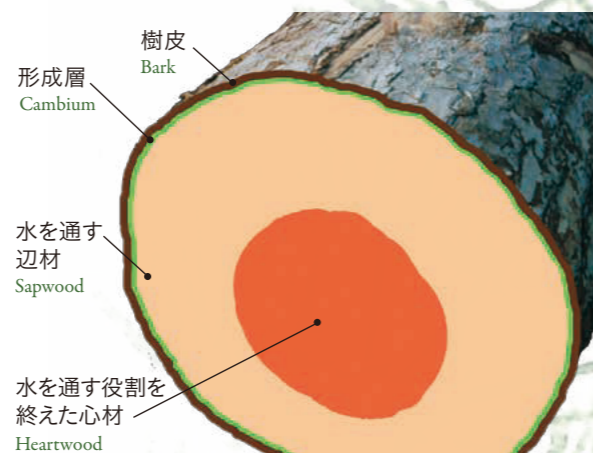 樹皮
Bark
形成層
Cambium
水を通す
辺材
Sapwood
水を通す役割を
終えた心材
Heartwood